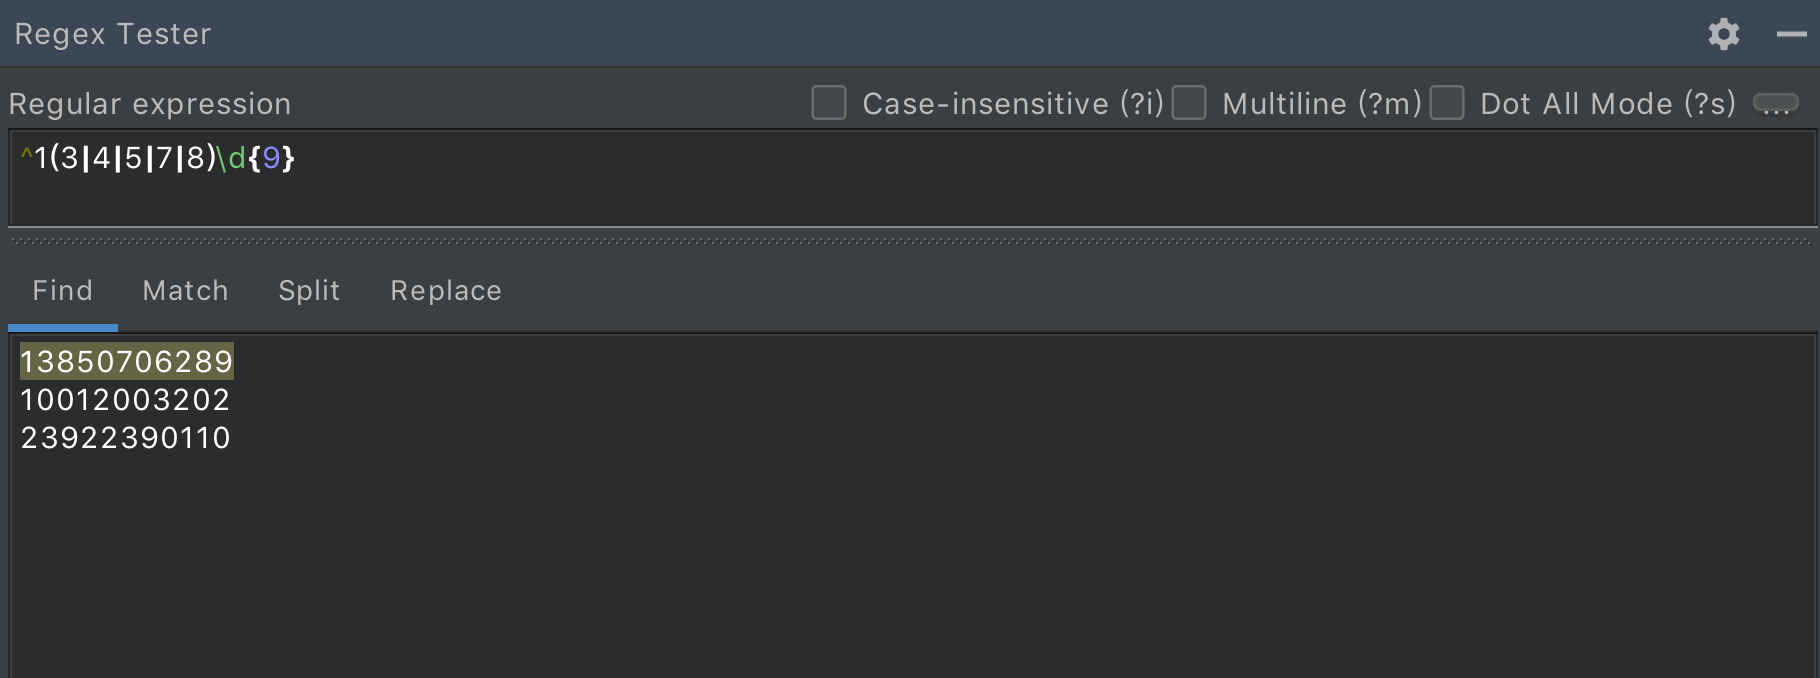 Regex Tester
Regular expression Case-insensitive (?i) Multiline (?m) Dot All Mode (?s) ...
^1(3|4|5|7|8)\d{9}
Find Match Split Replace
13850706289
10012003202
23922390110